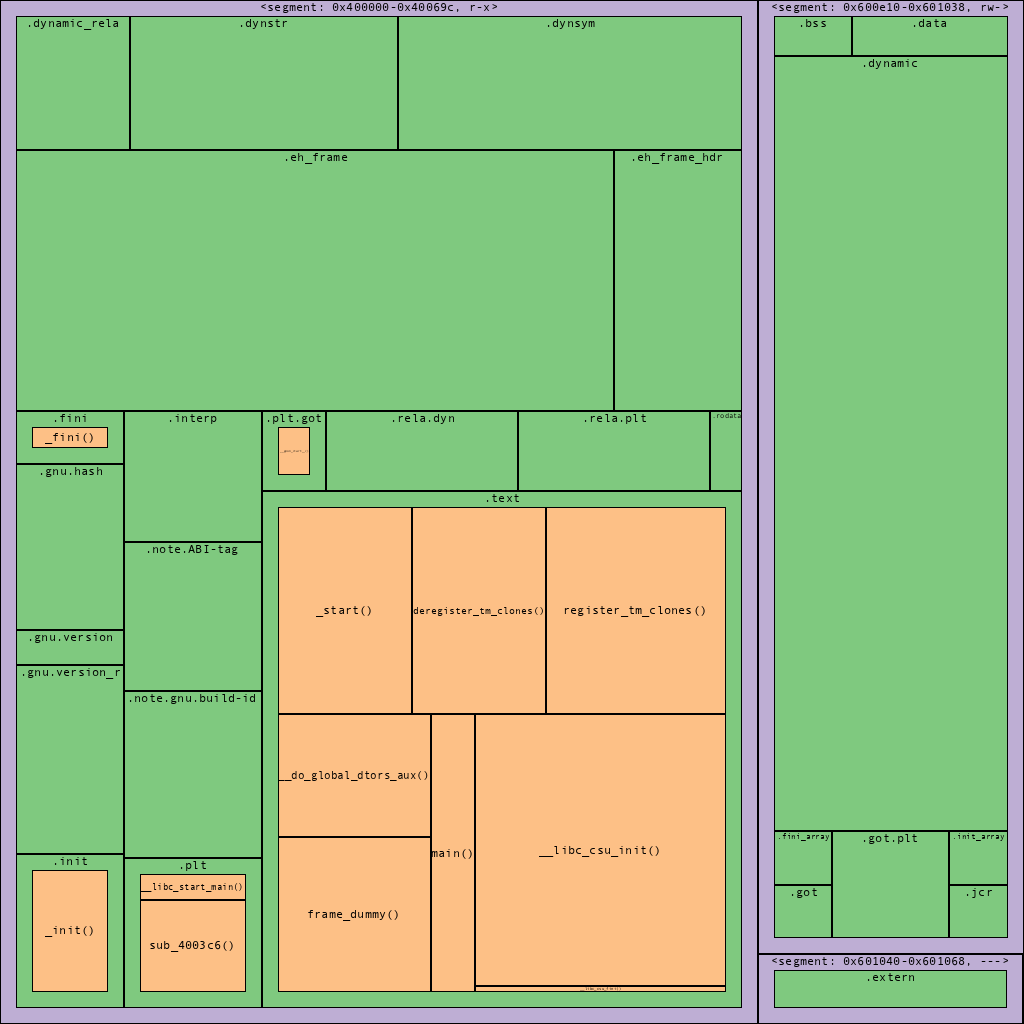 <segment: 0x400000-0x40069c, r-x>
<segment: 0x600e10-0x601038, rw->
.dynamic_rela
.dynstr
.dynsym
.bss
.data
.dynamic
.eh_frame
.eh_frame_hdr
.fini
_fini()
.interp
.plt.got
.rela.dyn
.rela.plt
.rodata
.gnu.hash
.text
.note.ABI-tag
_start()
deregister_tm_clones()
register_tm_clones()
.gnu.version
.gnu.version_r
.note.gnu.build-id
__do_global_dtors_aux()
main()
__libc_csu_init()
frame_dummy()
.fini_array
.got.plt
.init_array
.got
.jcr
.init
_init()
.plt
__libc_start_main()
sub_4003c6()
__libc_csu_fini()
<segment: 0x601040-0x601068, --->
.extern